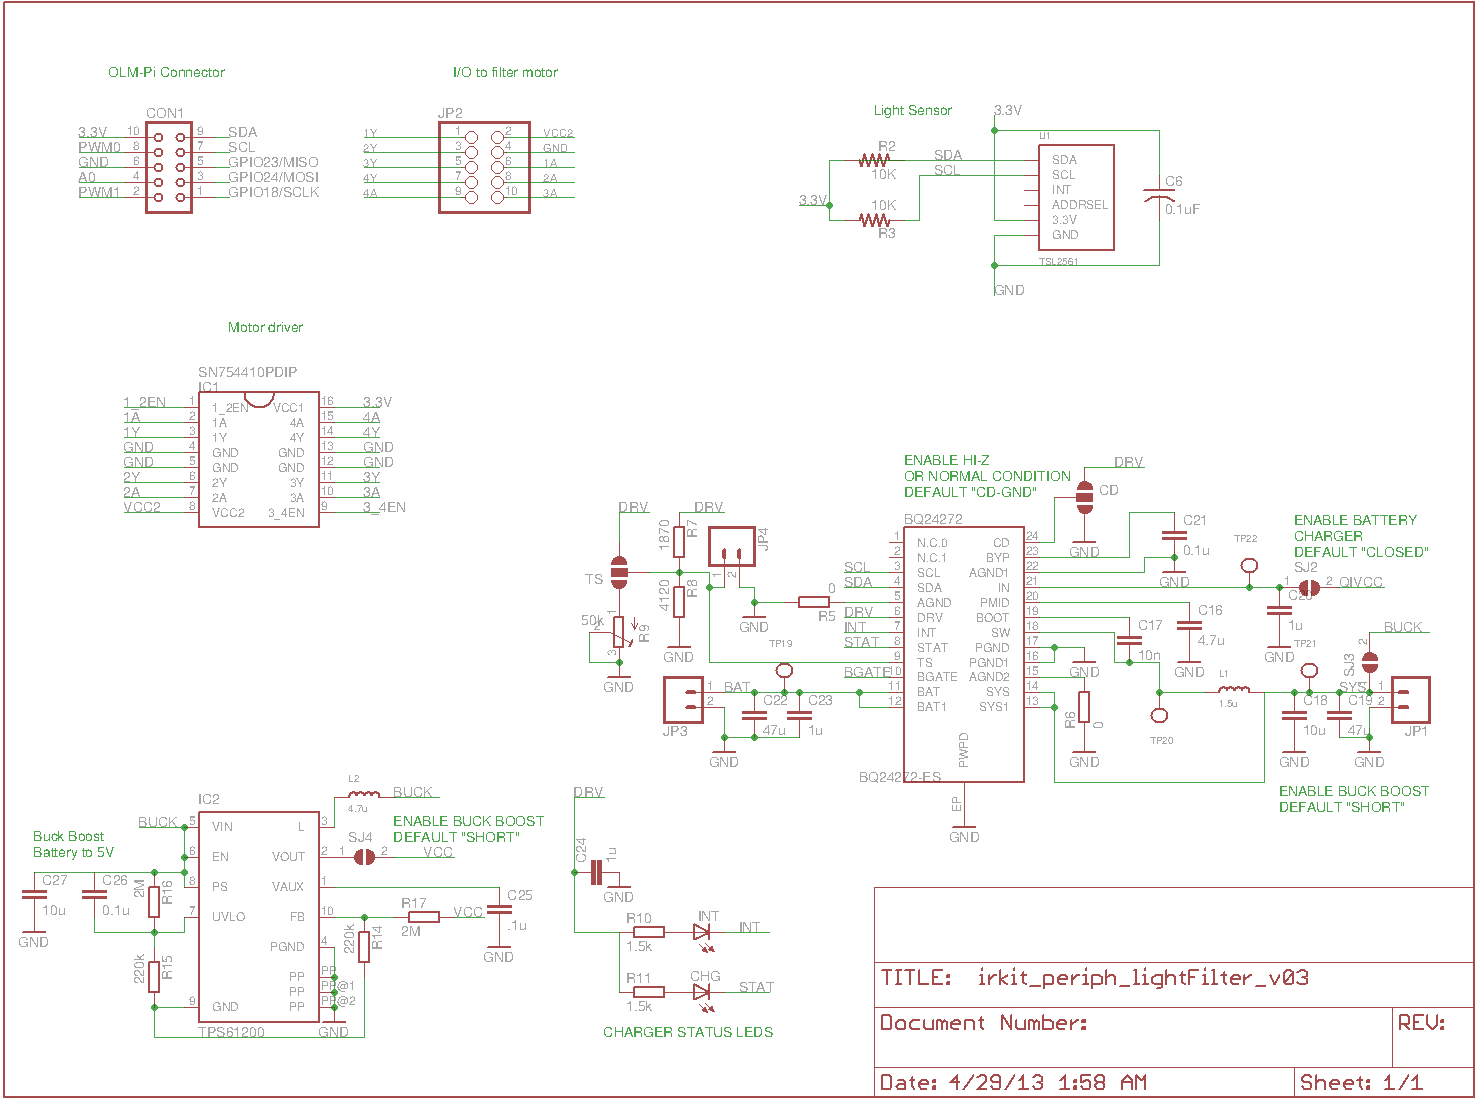 OLM-Pi Connector
CON1
3.3V 10 9 SDA
PWM0 8 7 SCL
GND 6 5 GPIO23/MISO
A0 4 3 GPIO24/MOSI
PWM1 2 1 GPIO18/SCLK
I/O to filter motor
JP2
1Y 1 2 VCC2
2Y 3 4 GND
3Y 5 6 1A
4Y 7 8 2A
4A 9 10 3A
Light Sensor
3.3V
U1
R2
10K
SDA
SCL
3.3V
10K
R3
SDA
SCL
INT
ADDRSEL
3.3V
GND
TSL2561
C6
0.1uF
GND
Motor driver
SN754410PDIP
IC1
1_2EN 1 1_2EN VCC1 16 3.3V
1A 2 1A 4A 15 4A
1Y 3 1Y 4Y 14 4Y
GND 4 GND GND 13 GND
GND 5 GND GND 12 GND
2Y 6 2Y 3Y 11 3Y
2A 7 2A 3A 10 3A
VCC2 8 VCC2 3_4EN 9 3_4EN
ENABLE HI-Z
OR NORMAL CONDITION
DEFAULT "CD-GND"
DRV
CD
GND
BQ24272
1 N.C.0 CD 24
2 N.C.1 BYP 23
SCL 3 SCL AGND1 22
SDA 4 SDA IN 21
5 AGND PMID 20
DRV 6 DRV BOOT 19
INT 7 INT SW 18
STAT 8 STAT PGND 17
9 TS PGND1 16
BGATE 10 BGATE AGND2 15
11 BAT SYS 14
12 BAT1 SYS1 13
PWPD
BQ24272-ES
EP
GND
DRV
DRV
1870
R7
JP4
1
2
TS
4120
R8
0
R5
GND
50k
1
2
3
R9
GND
GND
TP19
JP3
1
2
BAT
C22
47u
C23
1u
GND
C21
0.1u
GND
ENABLE BATTERY
CHARGER
DEFAULT "CLOSED"
TP22
SJ2
1
2 QIVCC
C20
1u
GND
C16
4.7u
GND
C17
10n
GND
R6
0
GND
TP20
L1
1.5u
TP21
BUCK
2
SJ3
1
SYS
C18
10u
C19
47u
1
2
JP1
GND
GND
ENABLE BUCK BOOST
DEFAULT "SHORT"
L2
4.7u
BUCK
IC2
BUCK
Buck Boost
Battery to 5V
ENABLE BUCK BOOST
DEFAULT "SHORT"
5 VIN L 3
6 EN VOUT 2
8 PS VAUX 1
7 UVLO FB 10
PGND 4
PP PP
PP PP@1
9 GND PP PP@2
TPS61200
GND
SJ4
1
2
VCC
C27
10u
GND
C26
0.1u
2M
R16
220k
R15
R17
2M
VCC
220k
R14
C25
.1u
GND
DRV
C24
1u
GND
R10
1.5k
INT
INT
R11
1.5k
CHG
STAT
CHARGER STATUS LEDS
TITLE: irkit_periph_lightFilter_v03
Document Number:
REV:
Date: 4/29/13 1:58 AM
Sheet: 1/1